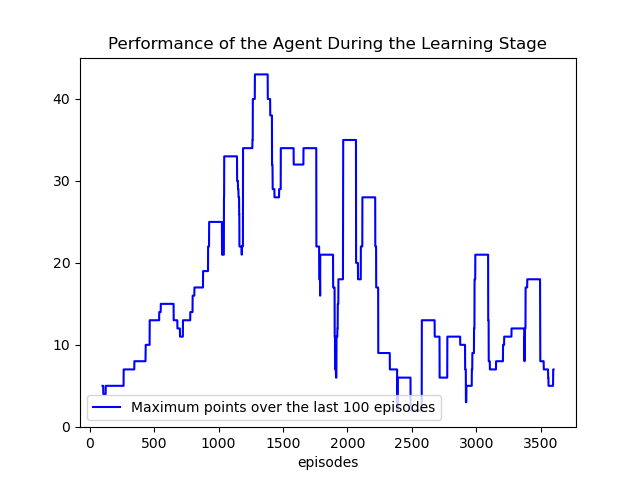 Performance of the Agent During the Learning Stage
40
30
20
10
0
Maximum points over the last 100 episodes
0 500 1000 1500 2000 2500 3000 3500
episodes